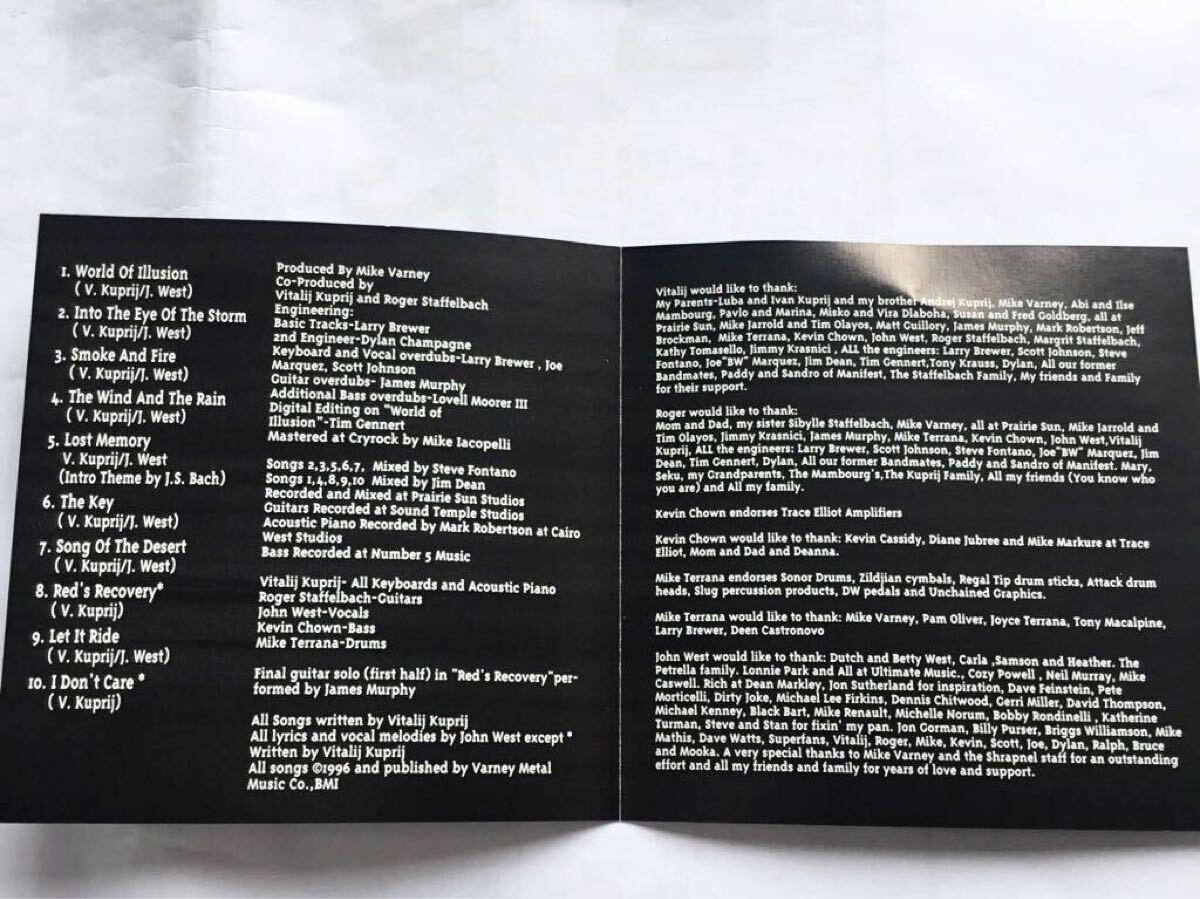 1. World Of Illusion
( V. Kuprij/J. West)
2. Into The Eye Of The Storm
( V. Kuprij/J. West)
3. Smoke And Fire
( V. Kuprij/J. West)
4. The Wind And The Rain
( V. Kuprij/J. West)
5. Lost Memory
V. Kuprij/J. West
(Intro Theme by J.S. Bach)
6. The Key
( V. Kuprij/J. West)
7. Song Of The Desert
( V. Kuprij/J. West)
8. Red's Recovery*
( V. Kuprij)
9. Let It Ride
( V. Kuprij/J. West)
10. I Don't Care *
( V. Kuprij)
Produced By Mike Varney
Co-Produced by
Vitalij Kuprij and Roger Staffelbach
Engineering:
Basic Tracks-Larry Brewer
2nd Engineer-Dylan Champagne
Keyboard and Vocal overdubs-Larry Brewer , Joe
Marquez, Scott Johnson
Guitar overdubs- James Murphy
Additional Bass overdubs-Lovell Moorer III
Digital Editing on "World of
Illusion"-Tim Gennert
Mastered at Cryrock by Mike Iacopelli
Songs 2,3,5,6,7, Mixed by Steve Fontano
Songs 1,4,8,9,10 Mixed by Jim Dean
Recorded and Mixed at Prairie Sun Studios
Guitars Recorded at Sound Temple Studios
Acoustic Piano Recorded by Mark Robertson at Cairo
West Studios
Bass Recorded at Number 5 Music
Vitalij Kuprij- All Keyboards and Acoustic Piano
Roger Staffelbach-Guitars
John West-Vocals
Kevin Chown-Bass
Mike Terrana-Drums
Final guitar solo (first half) in "Red's Recovery"per-
formed by James Murphy
All Songs written by Vitalij Kuprij
All lyrics and vocal melodies by John West except *
Written by Vitalij Kuprij
All songs ©1996 and published by Varney Metal
Music Co.,BMI
Vitalij would like to thank:
My Parents-Luba and Ivan Kuprij and my brother Andrej Kuprij, Mike Varney, Abi and Ilse
Mambourg, Pavlo and Marina, Misko and Vira Dlaboha, Susan and Fred Goldberg, all at
Prairie Sun, Mike Jarrold and Tim Olayos, Matt Guillory, James Murphy, Mark Robertson, Jeff
Brockman, Mike Terrana, Kevin Chown, John West, Roger Staffelbach, Margrit Staffelbach,
Kathy Tomasello, Jimmy Krasnici , ALL the engineers: Larry Brewer, Scott Johnson, Steve
Fontano, Joe"BW" Marquez, Jim Dean, Tim Gennert,Tony Krauss, Dylan, All our former
Bandmates, Paddy and Sandro of Manifest, The Staffelbach Family, My friends and Family
for their support.
Roger would like to thank:
Mom and Dad, my sister Sibylle Staffelbach, Mike Varney, all at Prairie Sun, Mike Jarrold and
Tim Olayos, Jimmy Krasnici, James Murphy, Mike Terrana, Kevin Chown, John West,Vitalij
Kuprij, ALL the engineers: Larry Brewer, Scott Johnson, Steve Fontano, Joe"BW" Marquez, Jim
Dean, Tim Gennert, Dylan, All our former Bandmates, Paddy and Sandro of Manifest. Mary,
Seku, my Grandparents, The Mambourg's,The Kuprij Family, All my friends (You know who
you are) and All my family.
Kevin Chown endorses Trace Elliot Amplifiers
Kevin Chown would like to thank: Kevin Cassidy, Diane Jubree and Mike Markure at Trace
Elliot, Mom and Dad and Deanna.
Mike Terrana endorses Sonor Drums, Zildjian cymbals, Regal Tip drum sticks, Attack drum
heads, Slug percussion products, DW pedals and Unchained Graphics.
Mike Terrana would like to thank: Mike Varney, Pam Oliver, Joyce Terrana, Tony Macalpine,
Larry Brewer, Deen Castronovo
John West would like to thank: Dutch and Betty West, Carla ,Samson and Heather. The
Petrella family. Lonnie Park and All at Ultimate Music., Cozy Powell , Neil Murray, Mike
Caswell. Rich at Dean Markley, Jon Sutherland for inspiration, Dave Feinstein, Pete
Morticelli, Dirty Joke, Michael Lee Firkins, Dennis Chitwood, Gerri Miller, David Thompson,
Michael Kenney, Black Bart, Mike Renault, Michelle Norum, Bobby Rondinelli , Katherine
Turman, Steve and Stan for fixin' my pan. Jon Gorman, Billy Purser, Briggs Williamson, Mike
Mathis, Dave Watts, Superfans, Vitalij, Roger, Mike, Kevin, Scott, Joe, Dylan, Ralph, Bruce
and Mooka. A very special thanks to Mike Varney and the Shrapnel staff for an outstanding
effort and all my friends and family for years of love and support.